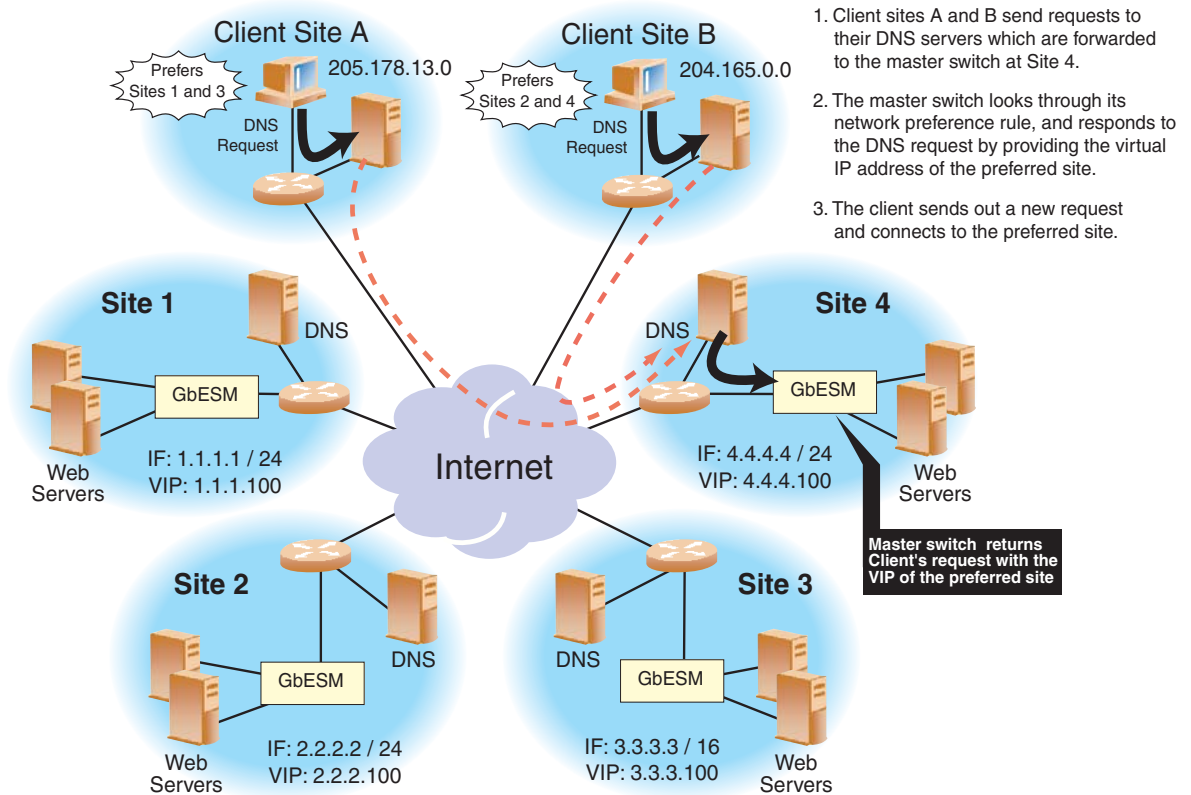 Client Site A
Prefers
Sites 1 and 3
205.178.13.0
DNS
Request
Client Site B
Prefers
Sites 2 and 4
204.165.0.0
DNS
Request
1. Client sites A and B send requests to
their DNS servers which are forwarded
to the master switch at Site 4.
2. The master switch looks through its
network preference rule, and responds to
the DNS request by providing the virtual
IP address of the preferred site.
3. The client sends out a new request
and connects to the preferred site.
Site 1
DNS
GbESM
Web
Servers
IF: 1.1.1.1 / 24
VIP: 1.1.1.100
Internet
Site 4
DNS
GbESM
IF: 4.4.4.4 / 24
VIP: 4.4.4.100
Web
Servers
Master switch returns
Client's request with the
VIP of the preferred site
Site 2
DNS
GbESM
Web
Servers
IF: 2.2.2.2 / 24
VIP: 2.2.2.100
Site 3
DNS
GbESM
IF: 3.3.3.3 / 16
VIP: 3.3.3.100
Web
Servers